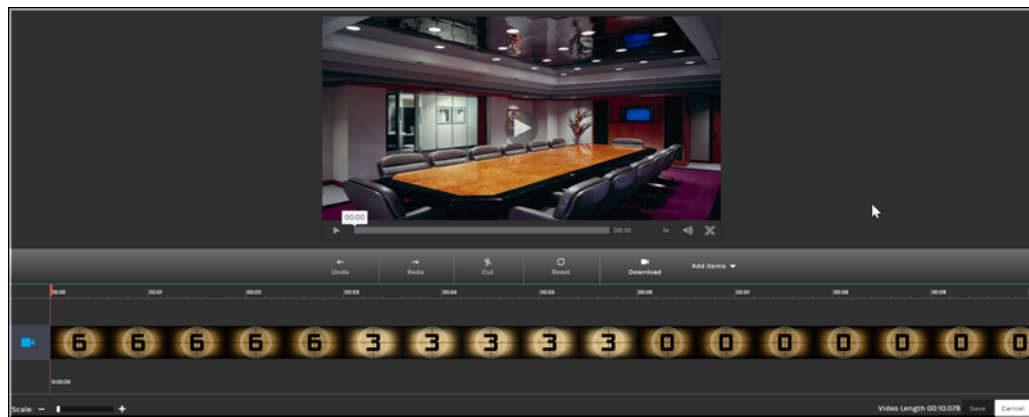 00:00
00:10 1x
Undo Redo Cut Reset Download Add Items
00:00 00:01 00:02 00:03 00:04 00:05 00:06 00:07 00:08 00:09
6 6 6 6 6 3 3 3 3 3 0 0 0 0 0 0 0
0:00:00
Scale: − + Video Length 00:10.078 Save Cancel